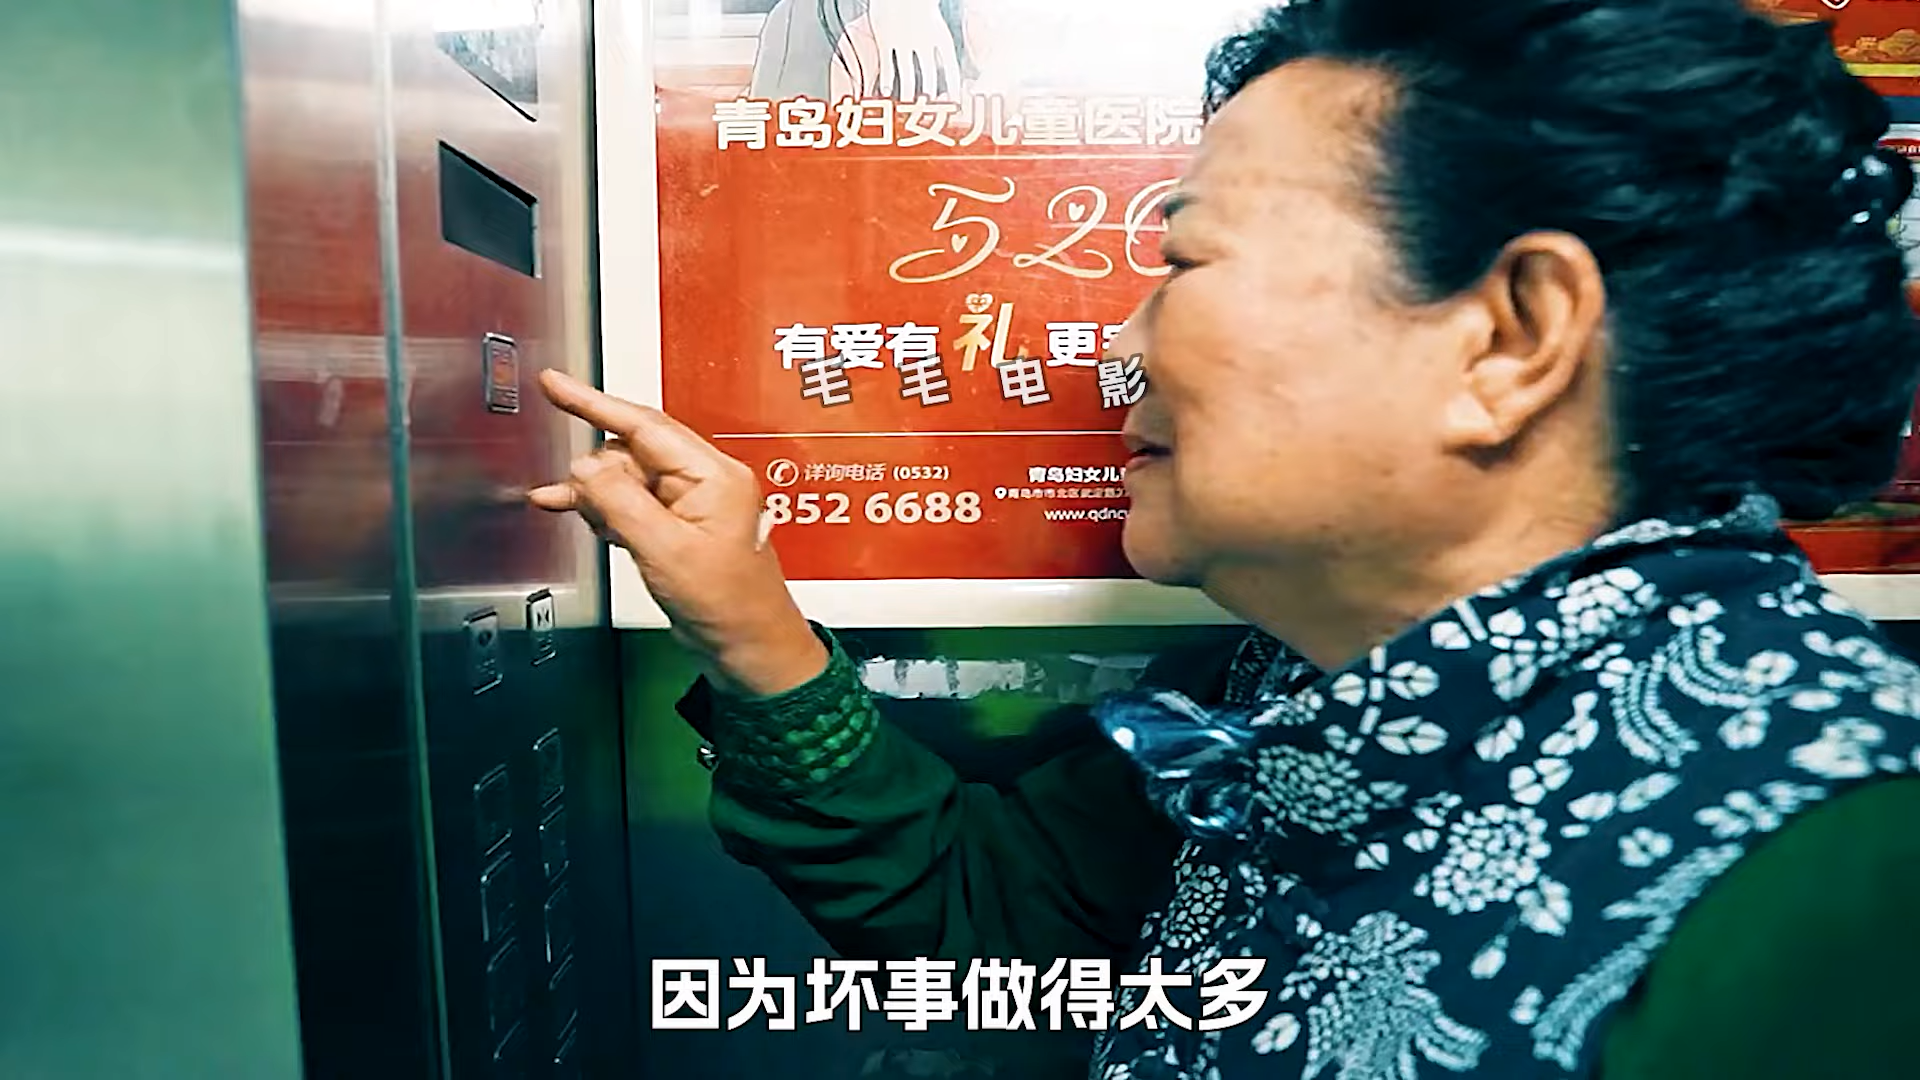 青岛妇女儿童医院
520
有爱有礼 更
毛毛电影
详询电话 (0532)
青岛妇女儿
852 6688
www.qdn
因为坏事做得太多